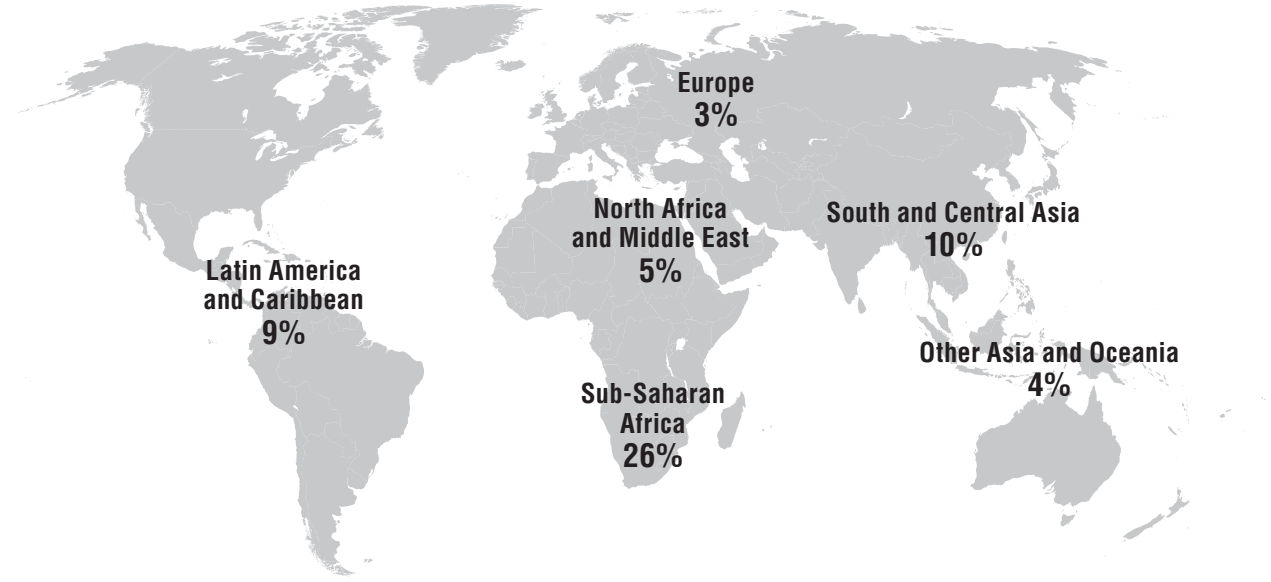 Europe
3%
North Africa
and Middle East
5%
South and Central Asia
10%
Latin America
and Caribbean
9%
Other Asia and Oceania
4%
Sub-Saharan
Africa
26%